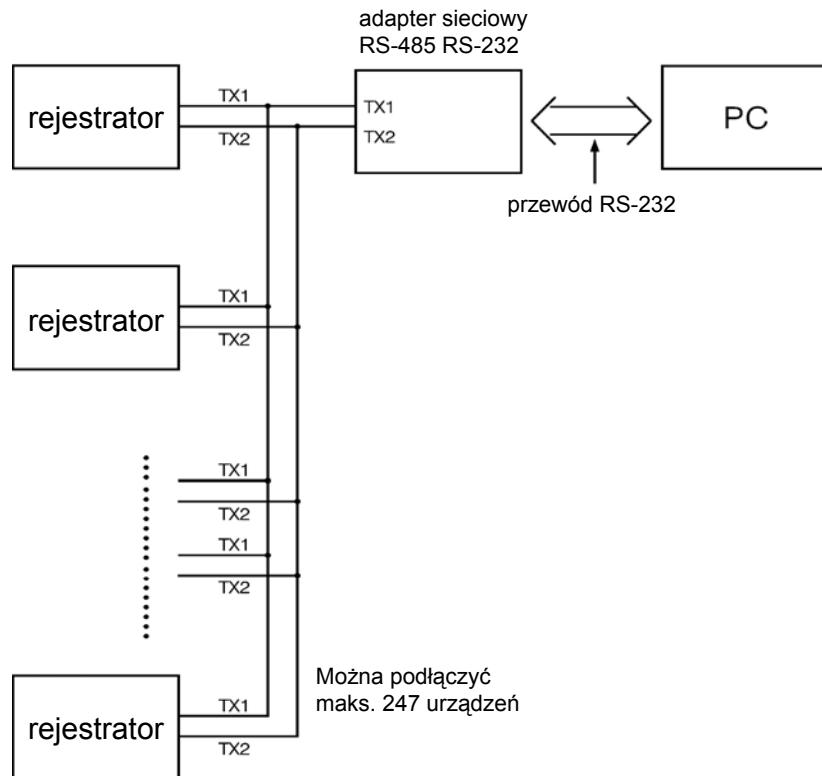 adapter sieciowy
RS-485 RS-232
rejestrator
TX1
TX2
TX1
TX2
PC
przewód RS-232
rejestrator
TX1
TX2
TX1
TX2
TX1
TX2
Można podłączyć
maks. 247 urządzeń
rejestrator
TX1
TX2